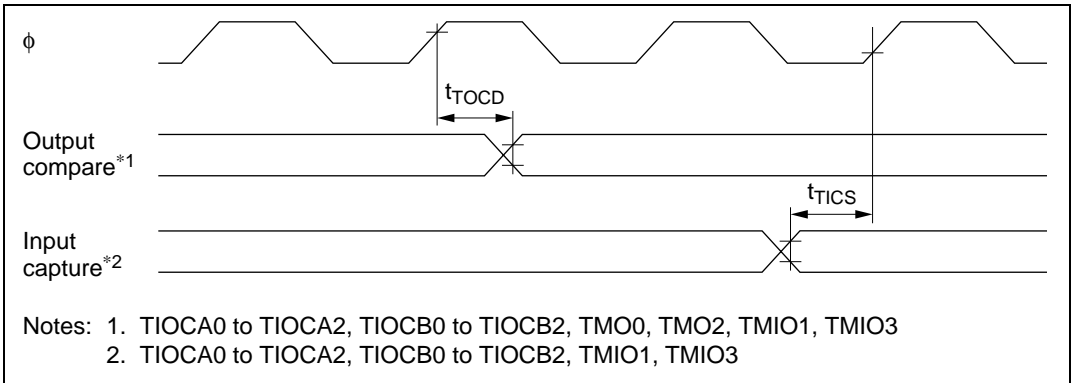 ϕ
tTOCD
Output
compare*1
tTICS
Input
capture*2
Notes: 1. TIOCA0 to TIOCA2, TIOCB0 to TIOCB2, TMO0, TMO2, TMIO1, TMIO3
2. TIOCA0 to TIOCA2, TIOCB0 to TIOCB2, TMIO1, TMIO3